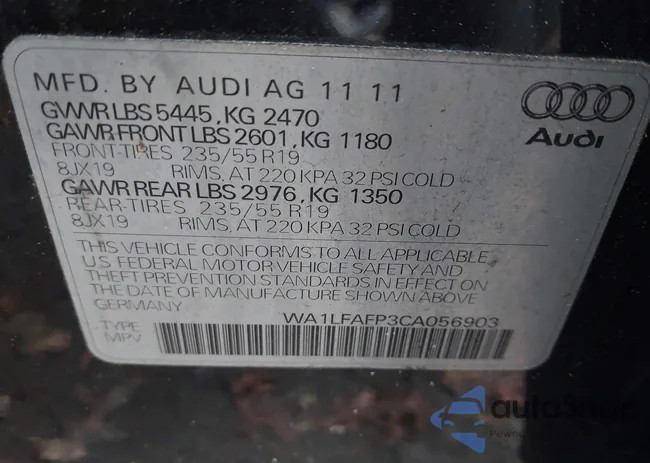 MFD. BY AUDI AG 11 11
GVWR LBS 5445, KG 2470
GAWR FRONT LBS 2601, KG 1180
FRONT-TIRES 235/55 R19
8JX19 RIMS, AT 220 KPA 32 PSI COLD
GAWR REAR LBS 2976, KG 1350
REAR-TIRES 235/55 R19
8JX19 RIMS, AT 220 KPA 32 PSI COLD
THIS VEHICLE CONFORMS TO ALL APPLICABLE
U.S FEDERAL MOTOR VEHICLE SAFETY AND
THEFT PREVENTION STANDARDS IN EFFECT ON
THE DATE OF MANUFACTURE SHOWN ABOVE
GERMANY
WA1LFAFP3CA056903
TYPE
MPV
Audi